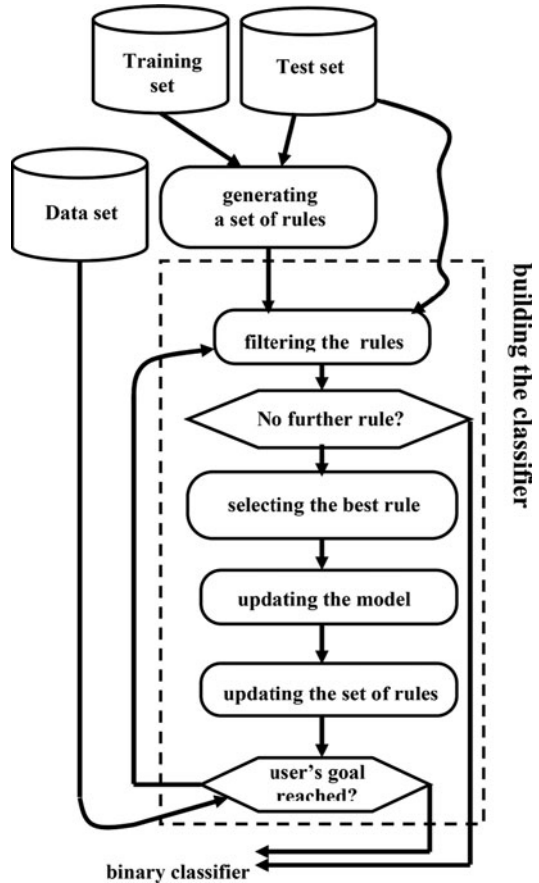 Training
set
Test set
Data set
generating
a set of rules
building the classifier
filtering the rules
No further rule?
selecting the best rule
updating the model
updating the set of rules
user's goal
reached?
binary classifier